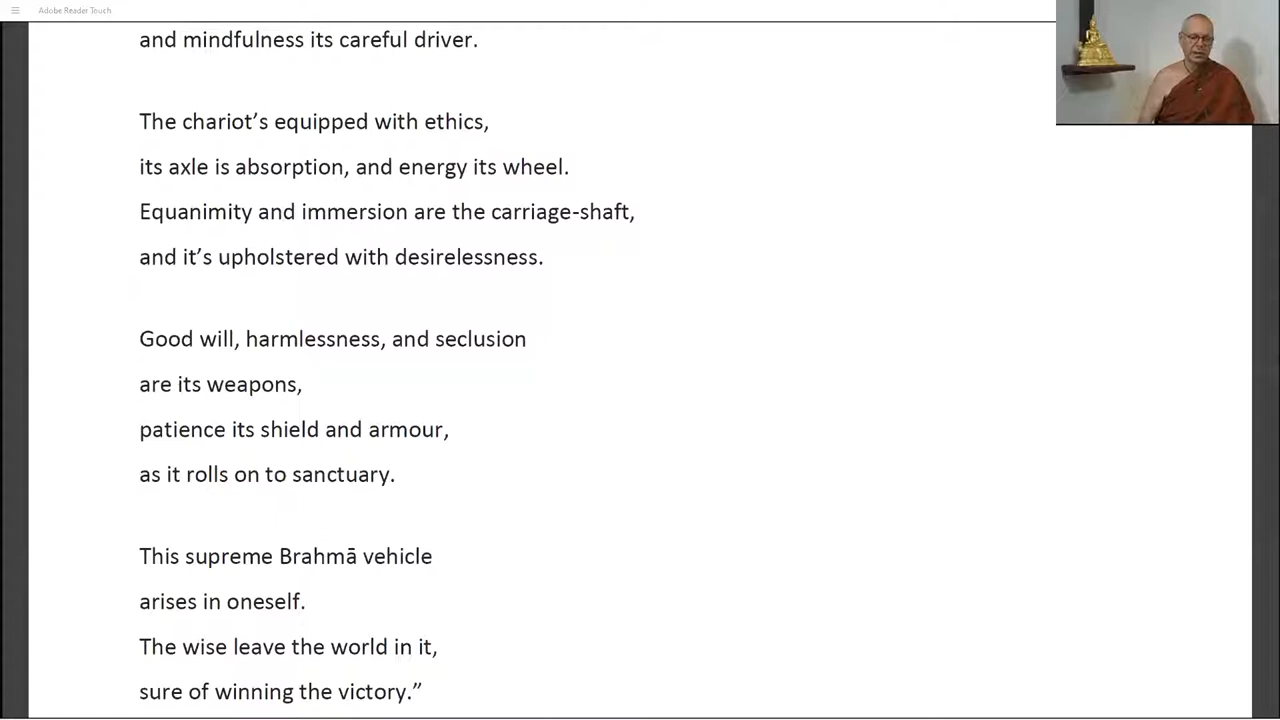 Adobe Reader Touch
and mindfulness its careful driver.
The chariot’s equipped with ethics,
its axle is absorption, and energy its wheel.
Equanimity and immersion are the carriage-shaft,
and it’s upholstered with desirelessness.
Good will, harmlessness, and seclusion
are its weapons,
patience its shield and armour,
as it rolls on to sanctuary.
This supreme Brahmā vehicle
arises in oneself.
The wise leave the world in it,
sure of winning the victory.”